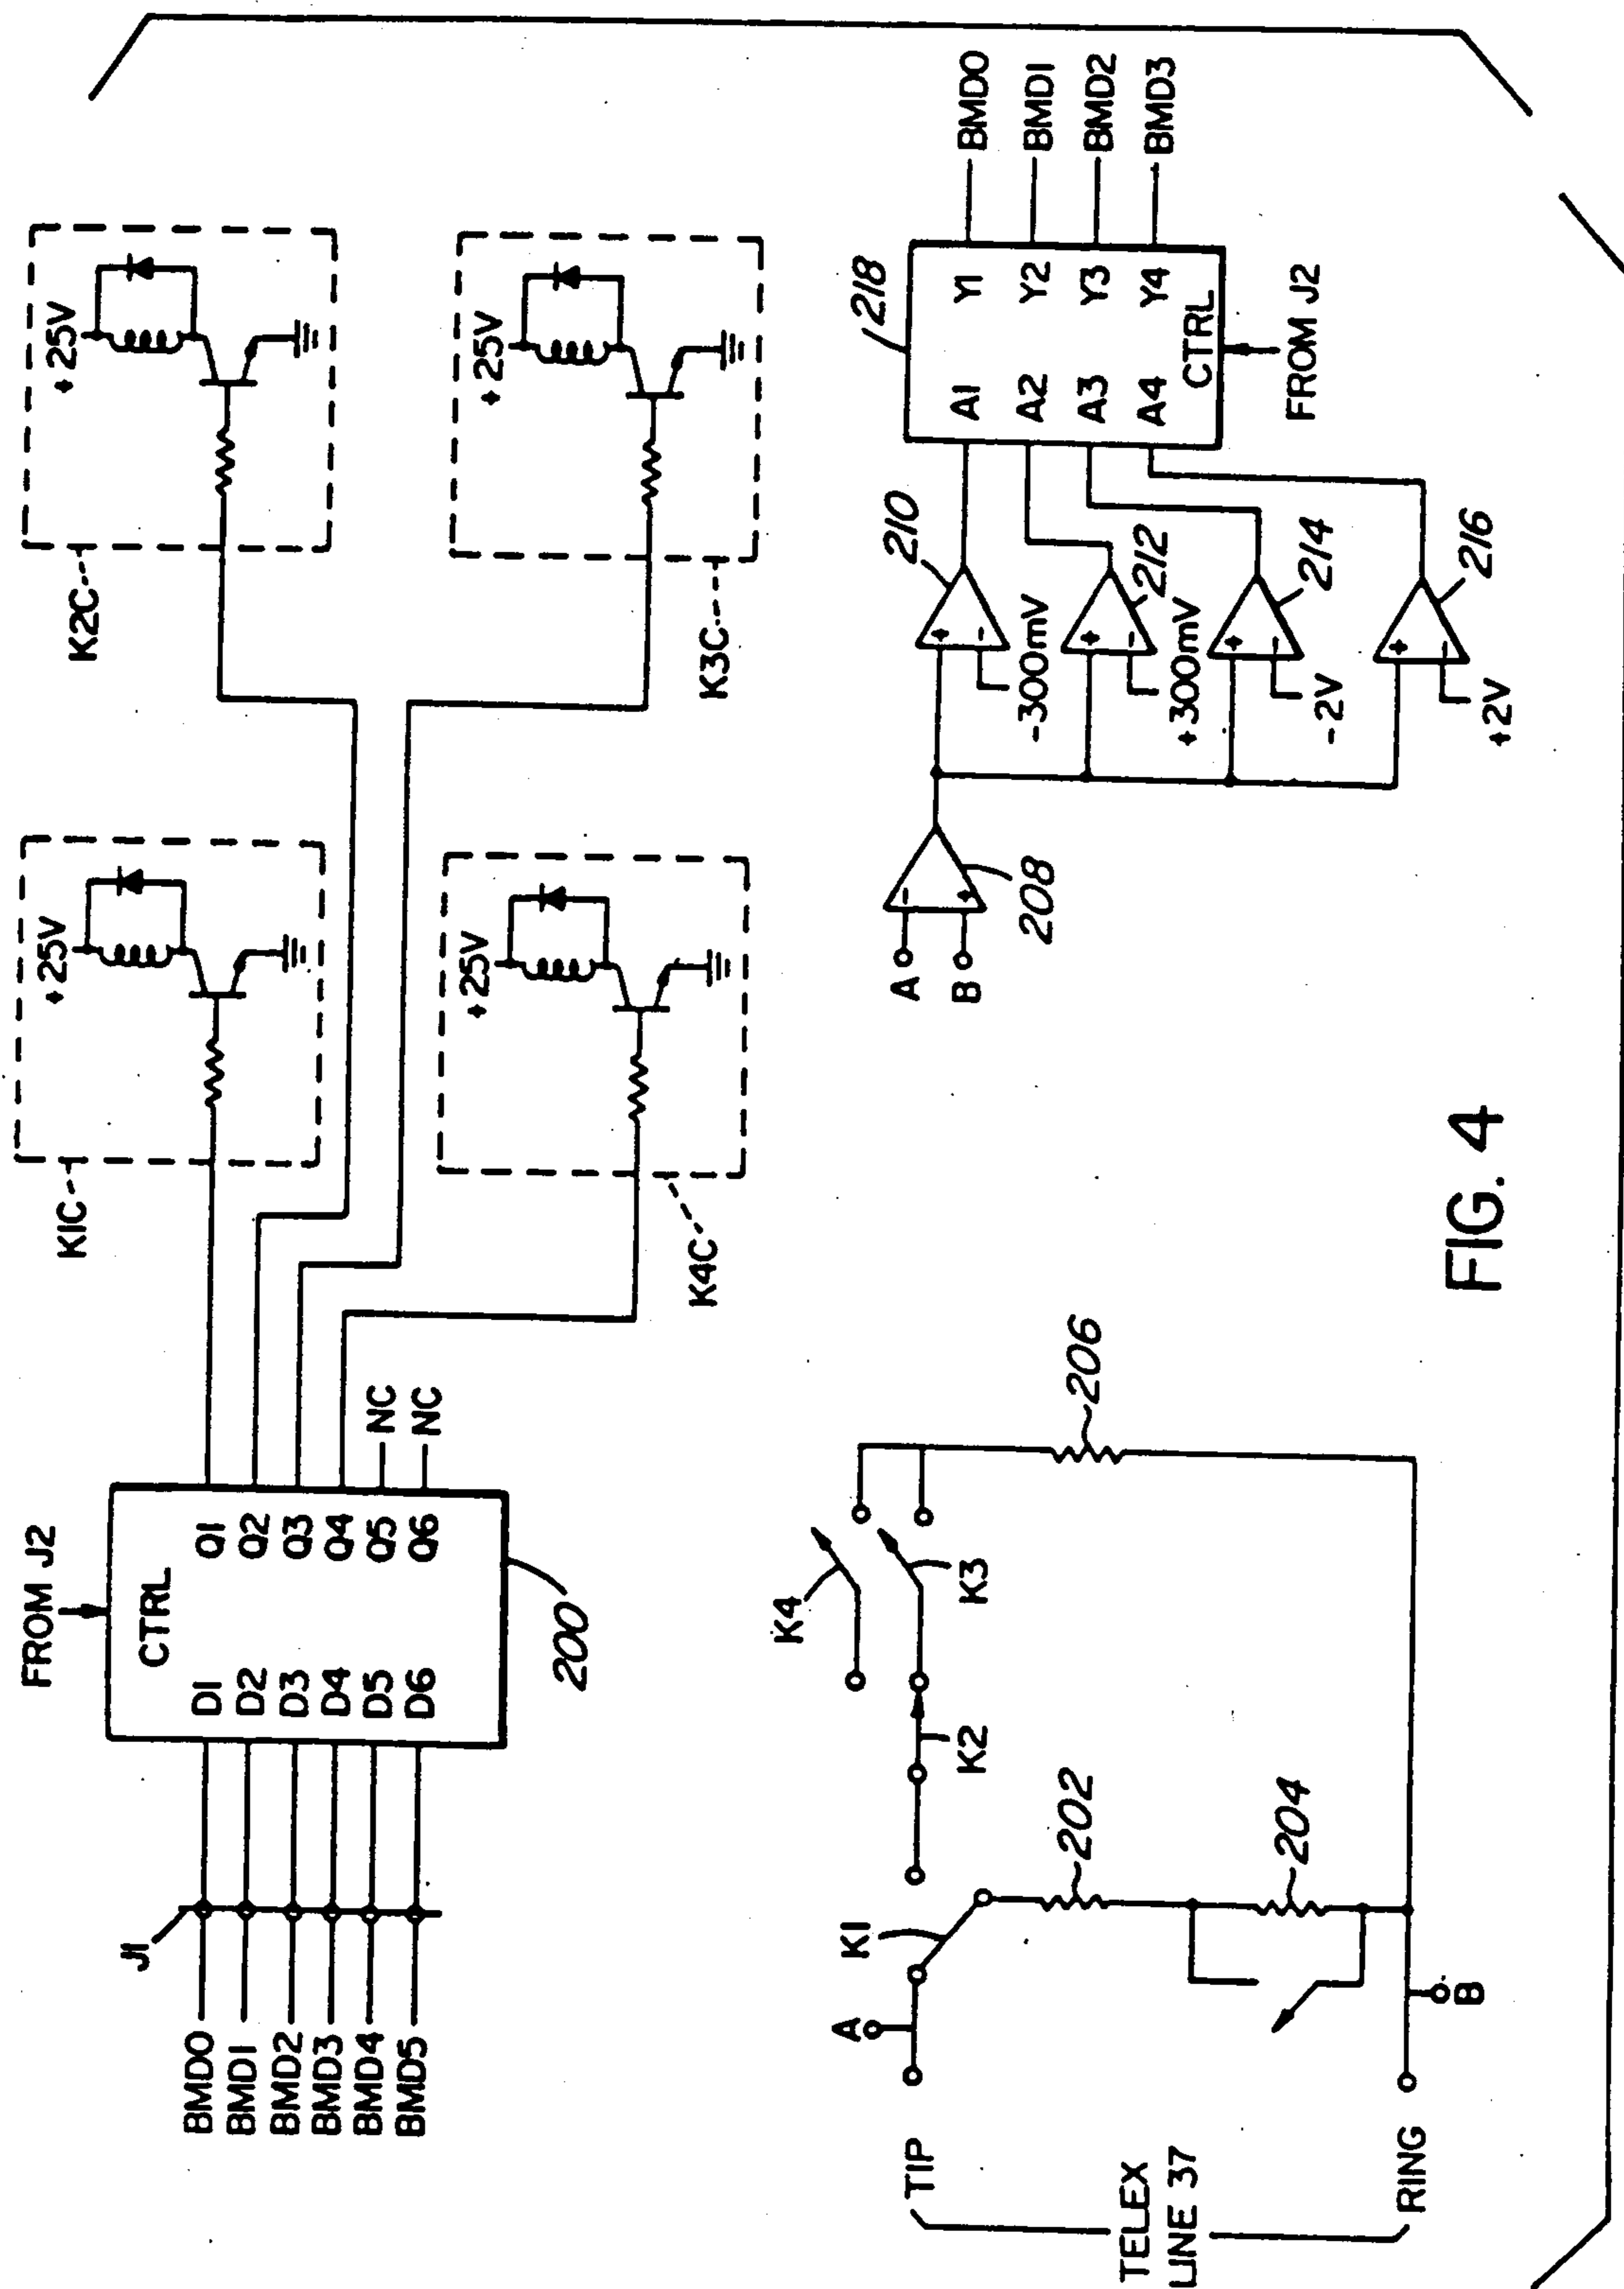 FROM J2
J1
BMD0
BMD1
BMD2
BMD3
BMD4
BMD5
CTRL
D1 Q1
D2 Q2
D3 Q3
D4 Q4
D5 Q5
D6 Q6
NC
NC
200
K1C
+25V
K2C
+25V
K4C
+25V
K3C
+25V
TELEX
LINE 37
TIP
RING
A
B
K1
K2
K3
K4
202
204
206
A
B
208
210
-300mV
212
+300mV
214
-2V
216
+2V
218
A1 Y1
A2 Y2
A3 Y3
A4 Y4
CTRL
FROM J2
BMD0
BMD1
BMD2
BMD3
FIG. 4